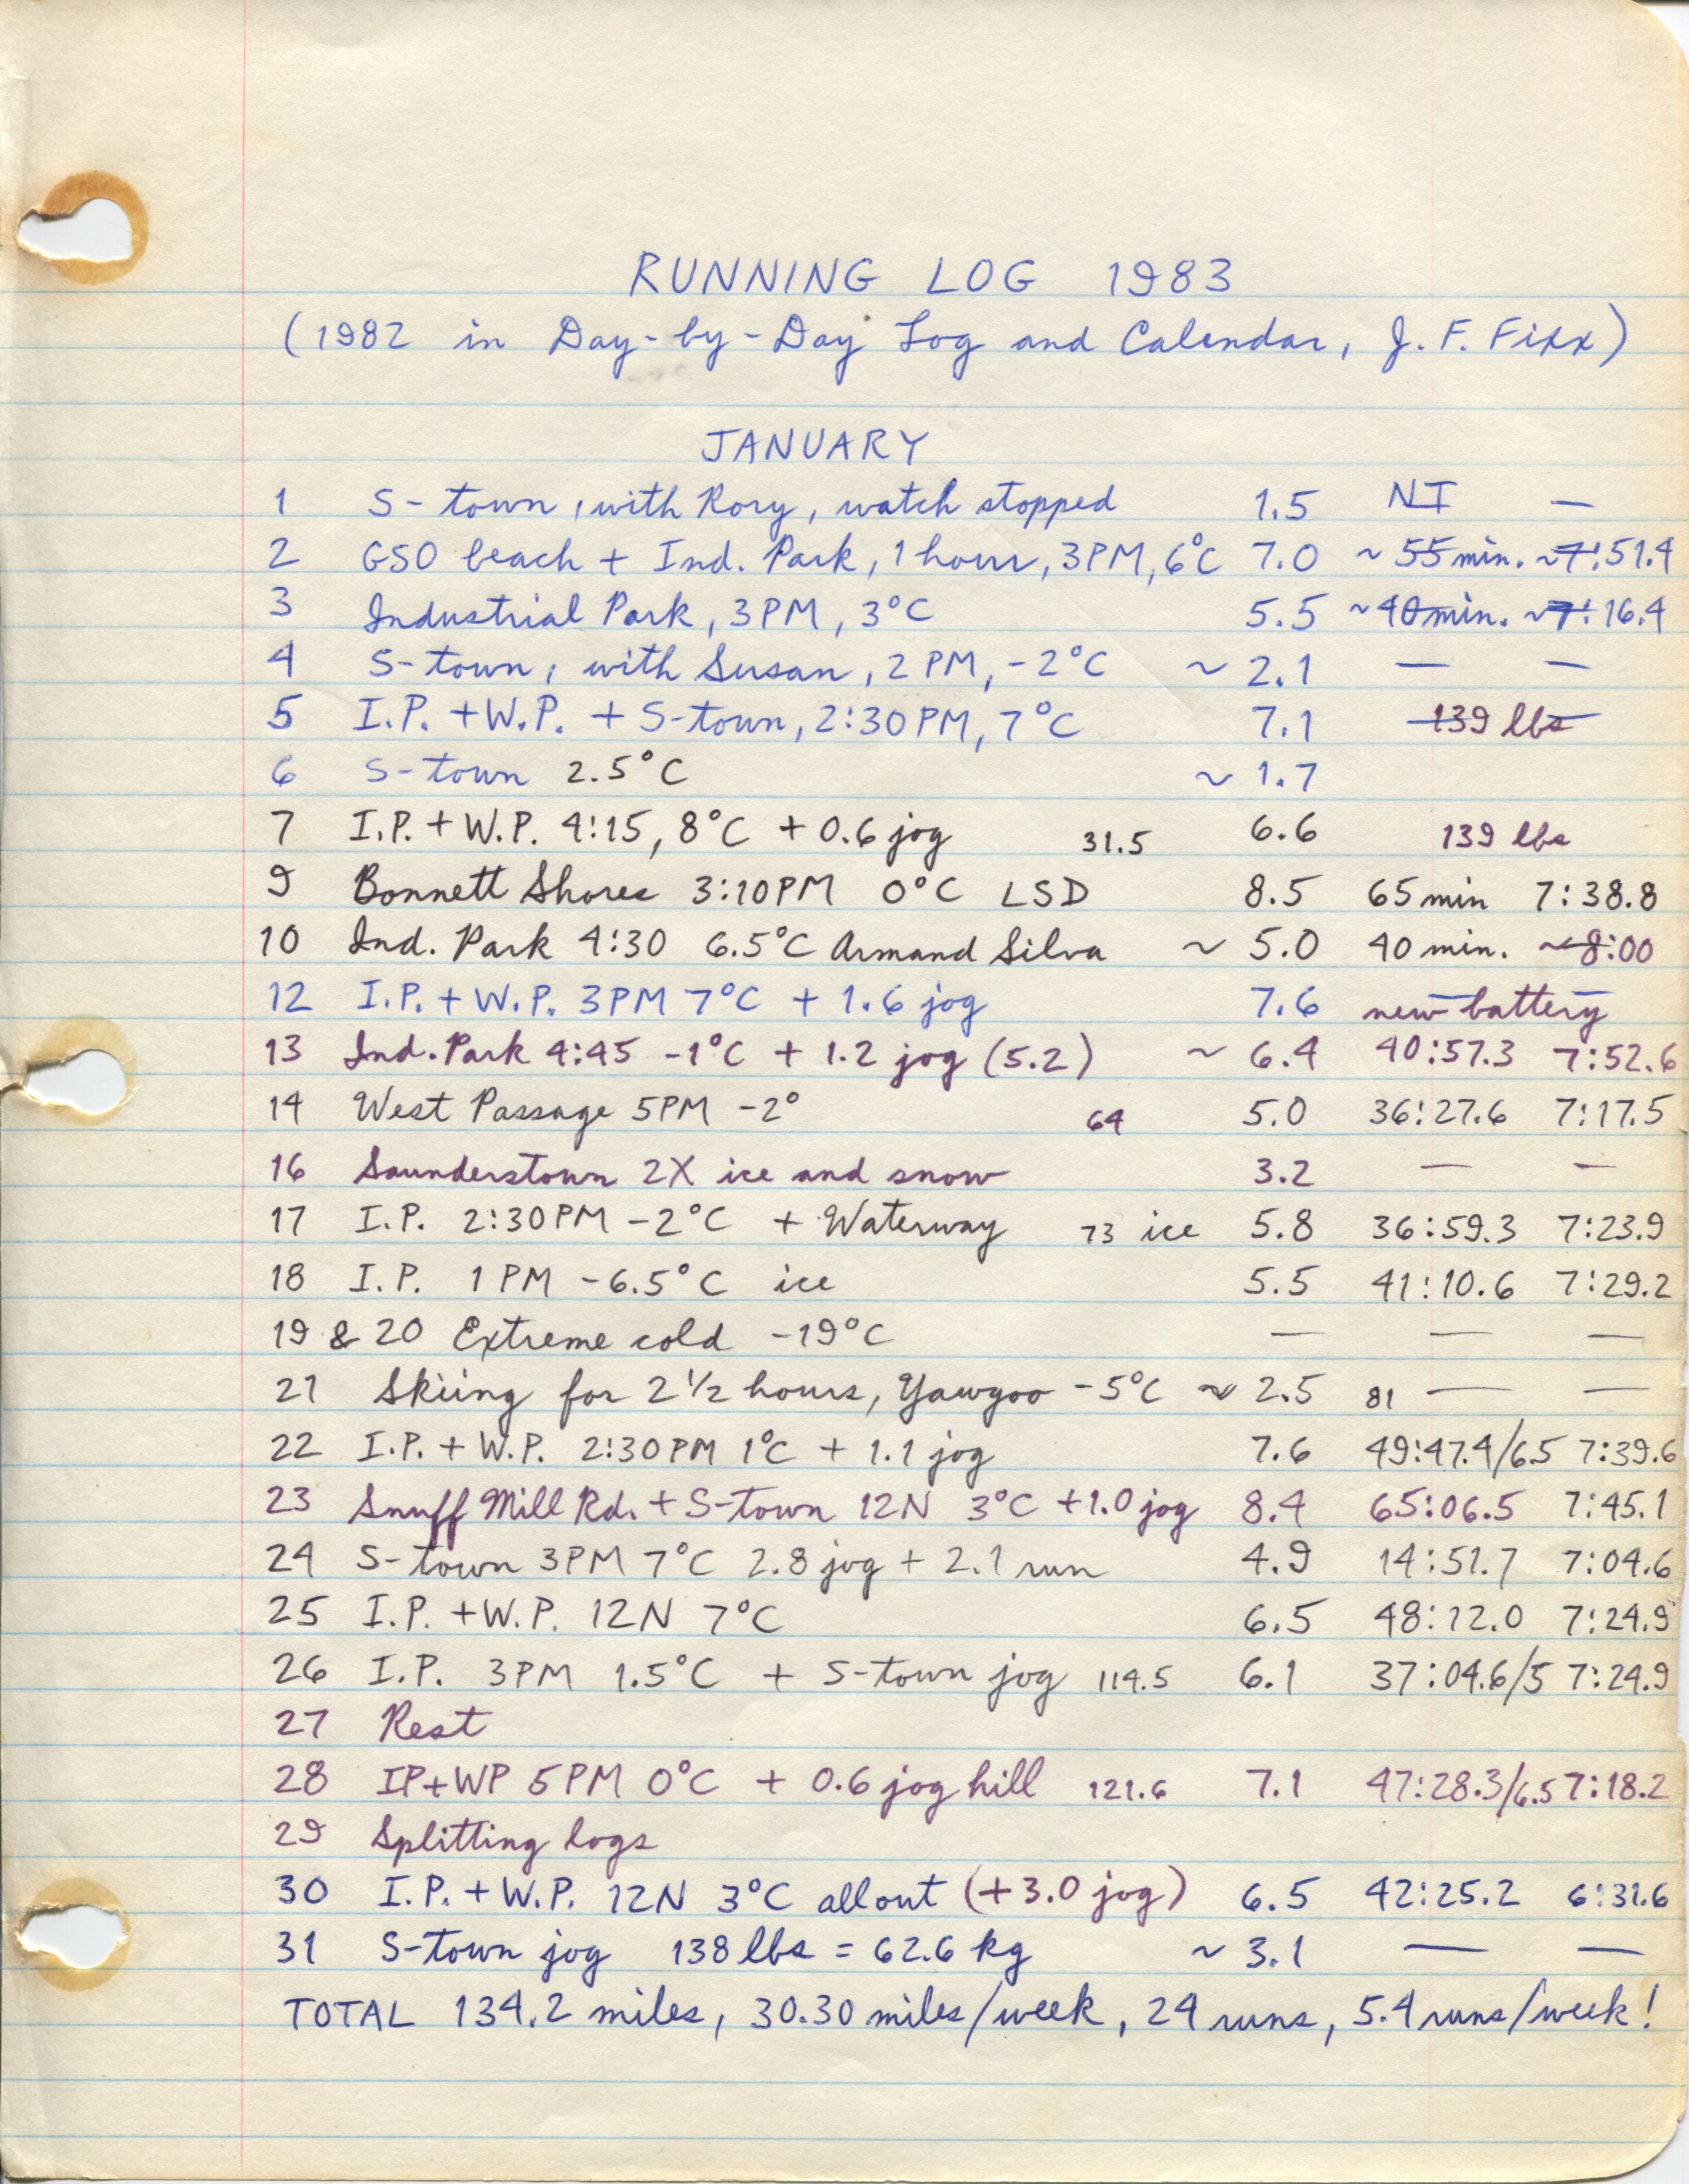 RUNNING LOG 1983
(1982 in Day-by-Day Log and Calendar, J. F. Fixx)
JANUARY
1 S-town, with Rory, watch stopped 1.5 NT —
2 GSO beach + Ind. Park, 1 hour, 3PM, 6°C 7.0 ~55 min. ~7:51.4
3 Industrial Park, 3PM, 3°C 5.5 ~40 min. ~7:16.4
4 S-town, with Susan, 2 PM, -2°C ~2.1 — —
5 I.P. + W.P. + S-town, 2:30 PM, 7°C 7.1 139 lbs
6 S-town 2.5°C ~1.7
7 I.P. + W.P. 4:15, 8°C + 0.6 jog 31.5 6.6 139 lbs
9 Bonnett Shores 3:10PM 0°C LSD 8.5 65 min 7:38.8
10 Ind. Park 4:30 6.5°C Armand Silva ~5.0 40 min. ~8:00
12 I.P. + W.P. 3PM 7°C + 1.6 jog 7.6 new battery
13 Ind. Park 4:45 -1°C + 1.2 jog (5.2) ~6.4 40:57.3 7:52.6
14 West Passage 5PM -2° 64 5.0 36:27.6 7:17.5
16 Saunderstown 2X ice and snow 3.2 — —
17 I.P. 2:30PM -2°C + Waterway 73 ice 5.8 36:59.3 7:23.9
18 I.P. 1 PM -6.5°C ice 5.5 41:10.6 7:29.2
19 & 20 Extreme cold -19°C — — —
21 Skiing for 2 1/2 hours, Yawgoo -5°C ~2.5 81 — —
22 I.P. + W.P. 2:30PM 1°C + 1.1 jog 7.6 49:47.4/6.5 7:39.6
23 Snuff Mill Rd. + S-town 12N 3°C +1.0 jog 8.4 65:06.5 7:45.1
24 S-town 3PM 7°C 2.8 jog + 2.1 run 4.9 14:51.7 7:04.6
25 I.P. + W.P. 12N 7°C 6.5 48:12.0 7:24.9
26 I.P. 3PM 1.5°C + S-town jog 114.5 6.1 37:04.6/5 7:24.9
27 Rest
28 IP+WP 5PM 0°C + 0.6 jog hill 121.6 7.1 47:28.3/6.5 7:18.2
29 Splitting logs
30 I.P. + W.P. 12N 3°C all out (+3.0 jog) 6.5 42:25.2 6:31.6
31 S-town jog 138 lbs = 62.6 kg ~3.1 — —
TOTAL 134.2 miles, 30.30 miles/week, 24 runs, 5.4 runs/week!